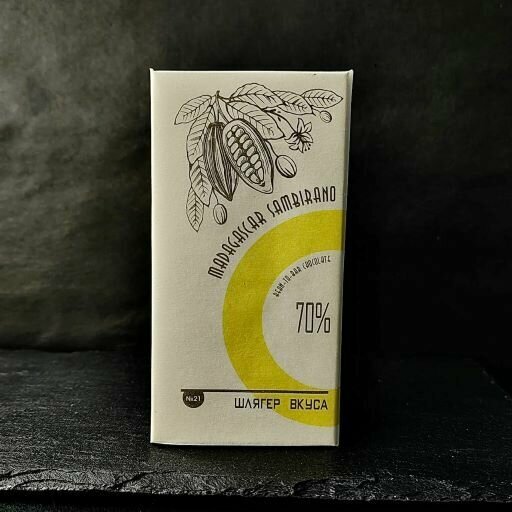 MADAGASCAR SAMBIRANO
BEAN-TO-BAR CHOCOLATE
70%
№21
ШЛЯГЕР ВКУСА